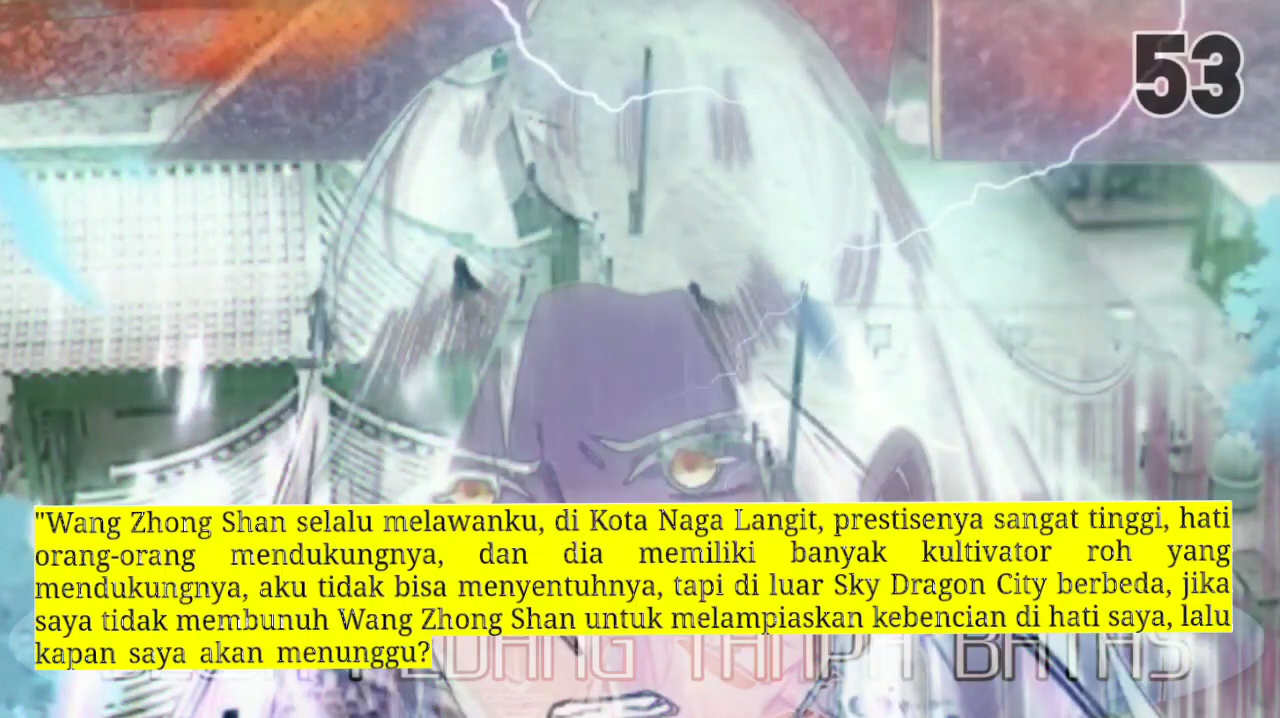 53
"Wang Zhong Shan selalu melawanku, di Kota Naga Langit, prestisenya sangat tinggi, hati
orang-orang mendukungnya, dan dia memiliki banyak kultivator roh yang
mendukungnya, aku tidak bisa menyentuhnya, tapi di luar Sky Dragon City berbeda, jika
saya tidak membunuh Wang Zhong Shan untuk melampiaskan kebencian di hati saya, lalu
kapan saya akan menunggu?
TANPA BATAS